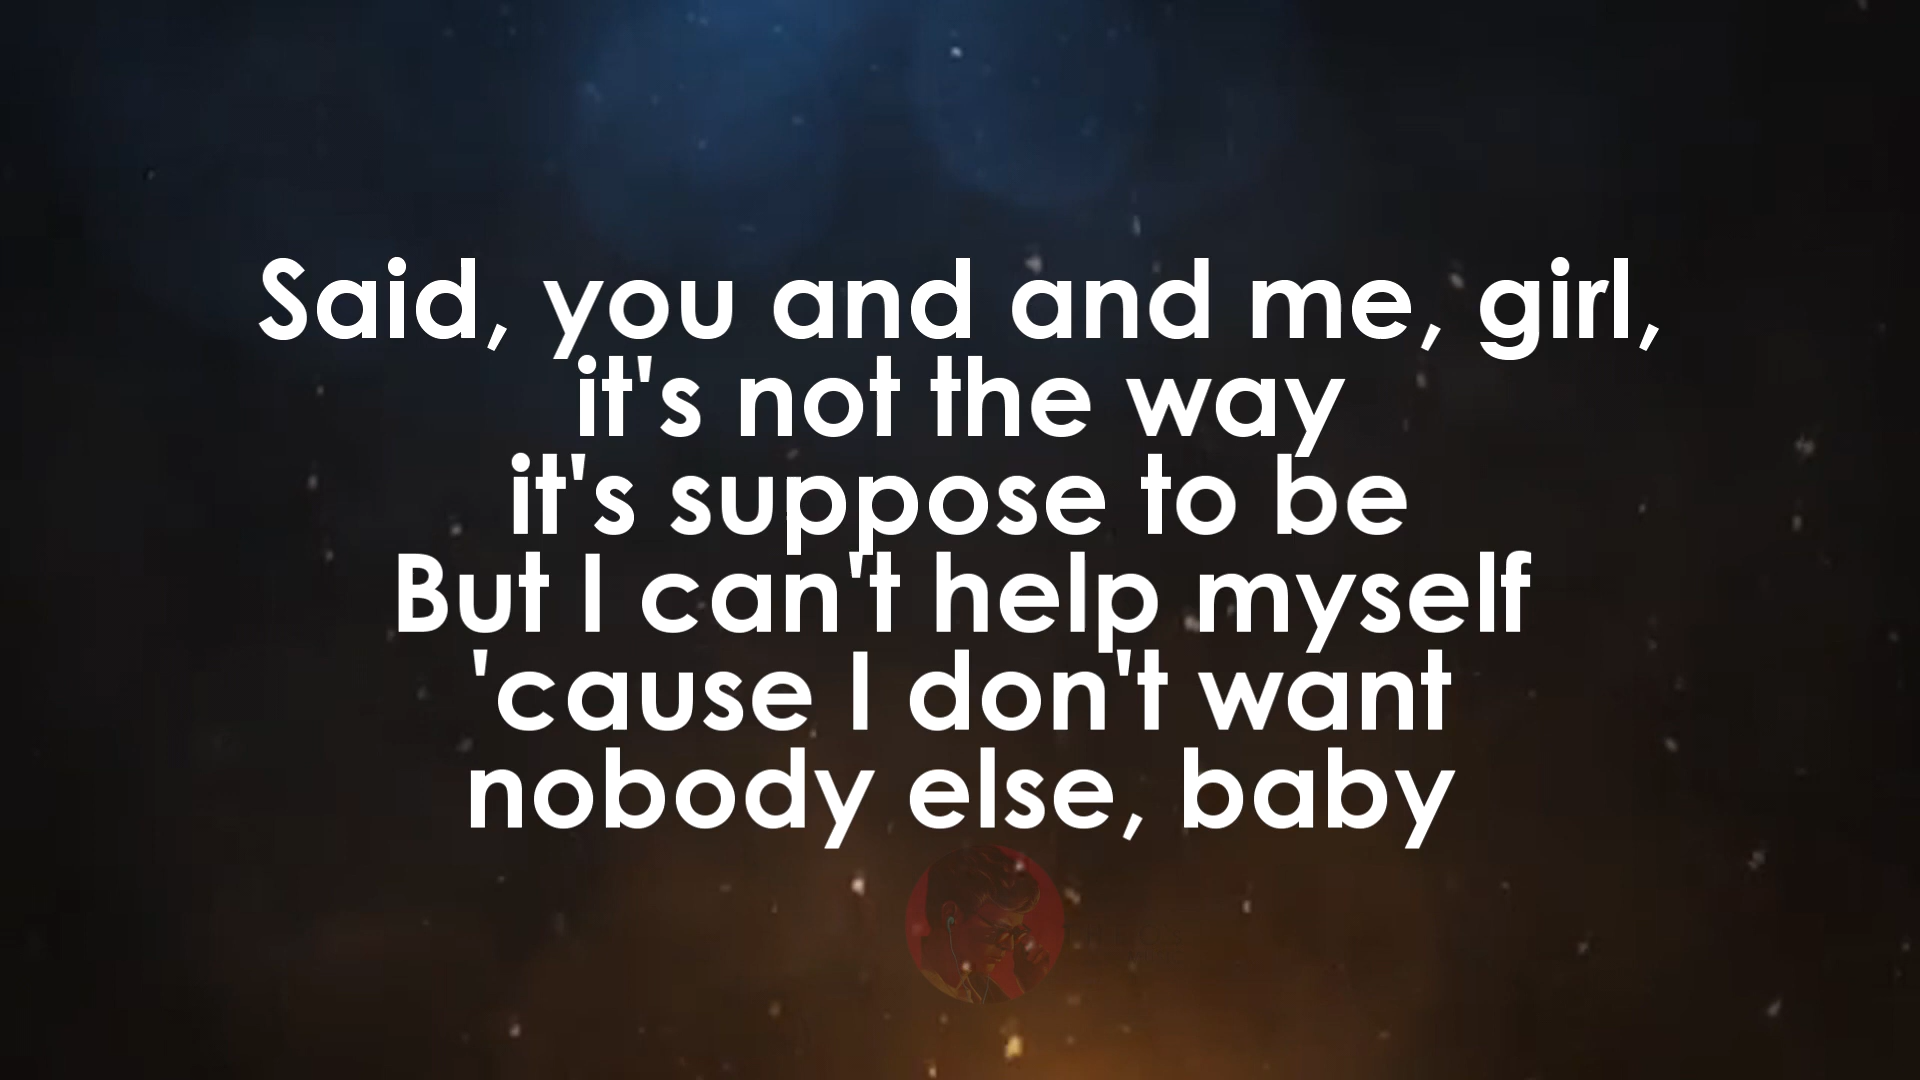 Said, you and and me, girl,
it's not the way
it's suppose to be
But I can't help myself
'cause I don't want
nobody else, baby